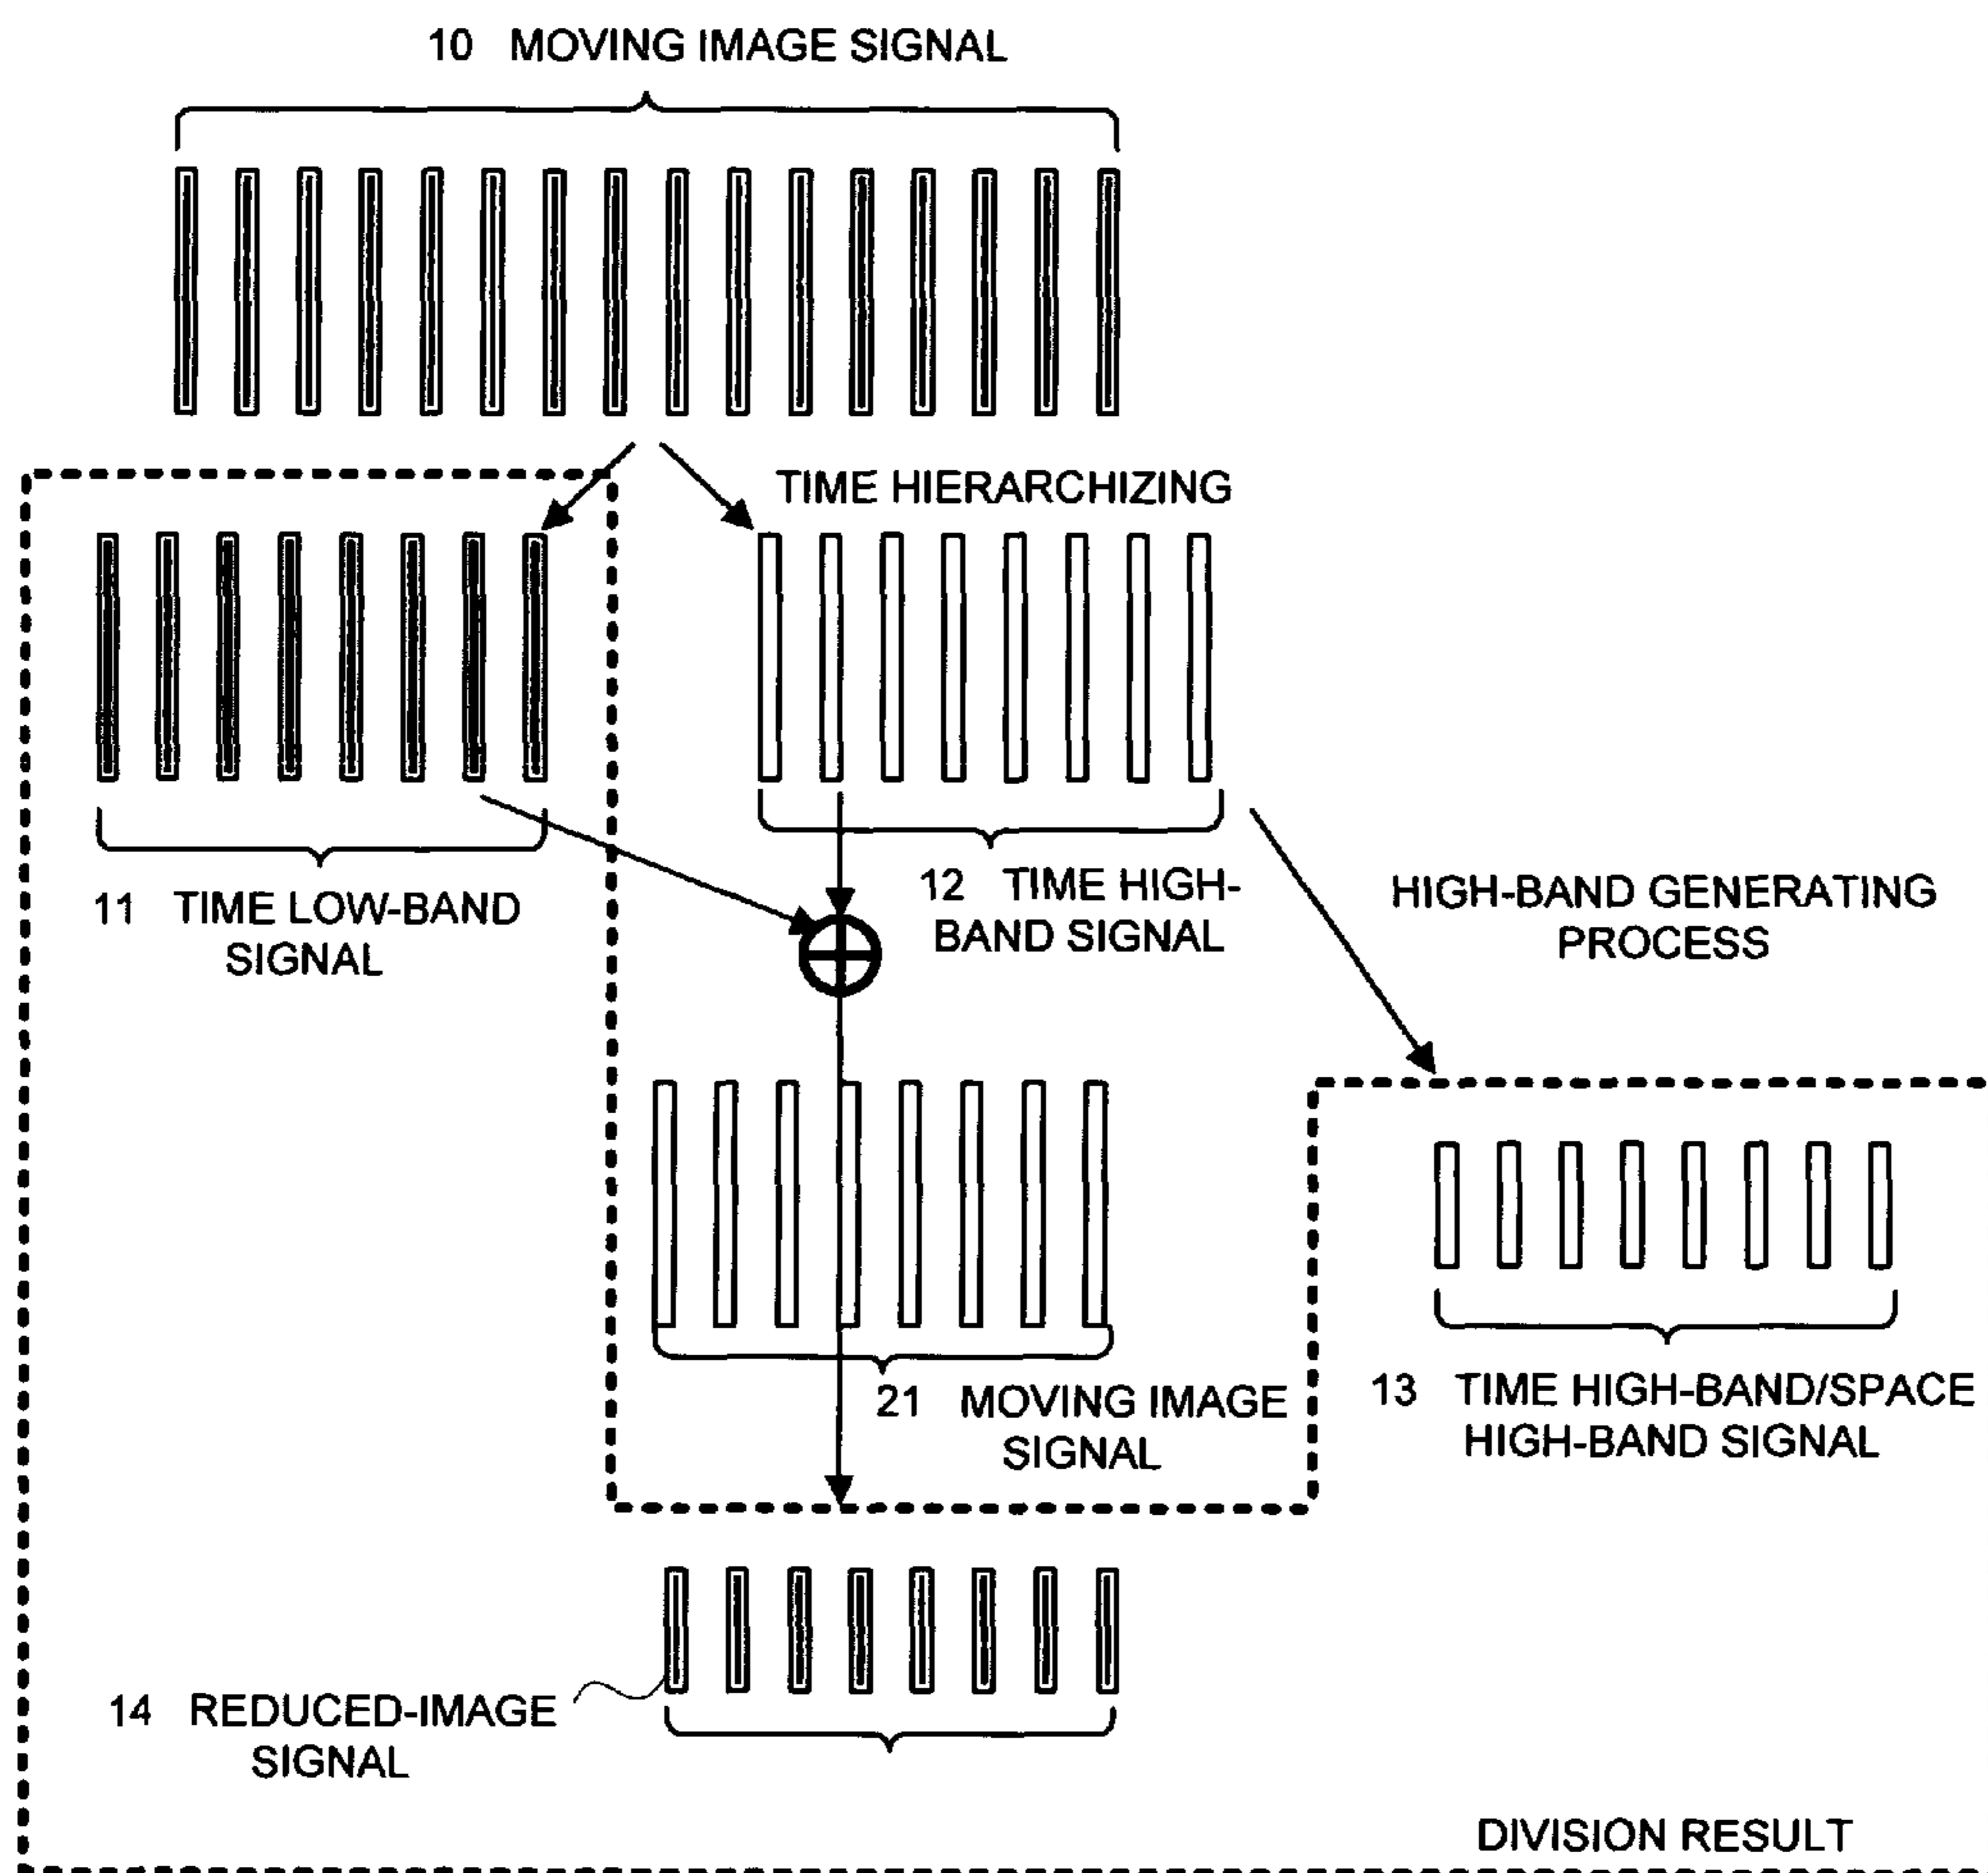 10 MOVING IMAGE SIGNAL
TIME HIERARCHIZING
11 TIME LOW-BAND
SIGNAL
12 TIME HIGH-
BAND SIGNAL
HIGH-BAND GENERATING
PROCESS
21 MOVING IMAGE
SIGNAL
13 TIME HIGH-BAND/SPACE
HIGH-BAND SIGNAL
14 REDUCED-IMAGE
SIGNAL
DIVISION RESULT